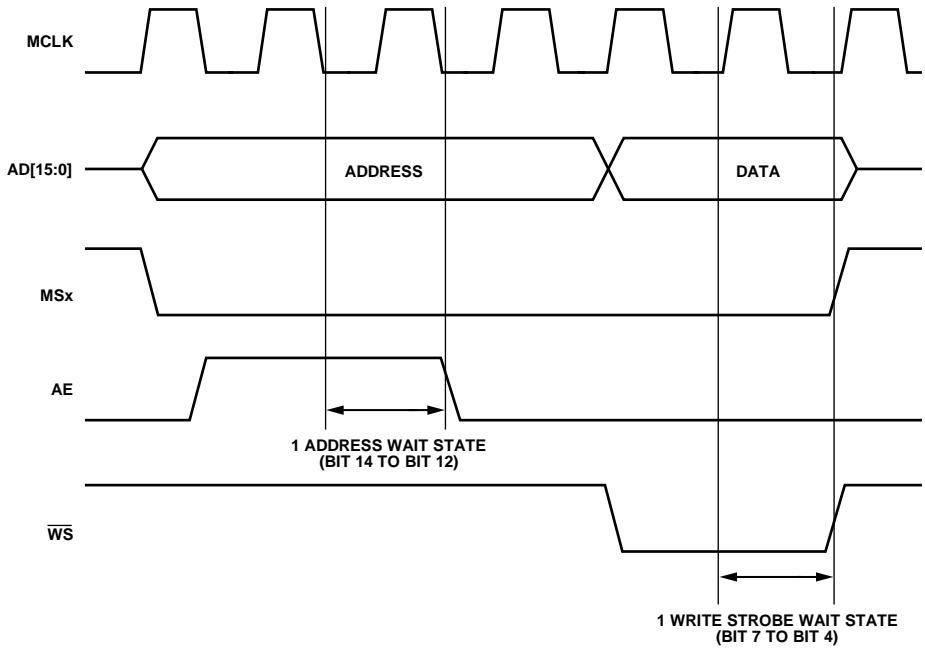 MCLK
AD[15:0]
ADDRESS
DATA
MSx
AE
1 ADDRESS WAIT STATE
(BIT 14 TO BIT 12)
WS
1 WRITE STROBE WAIT STATE
(BIT 7 TO BIT 4)